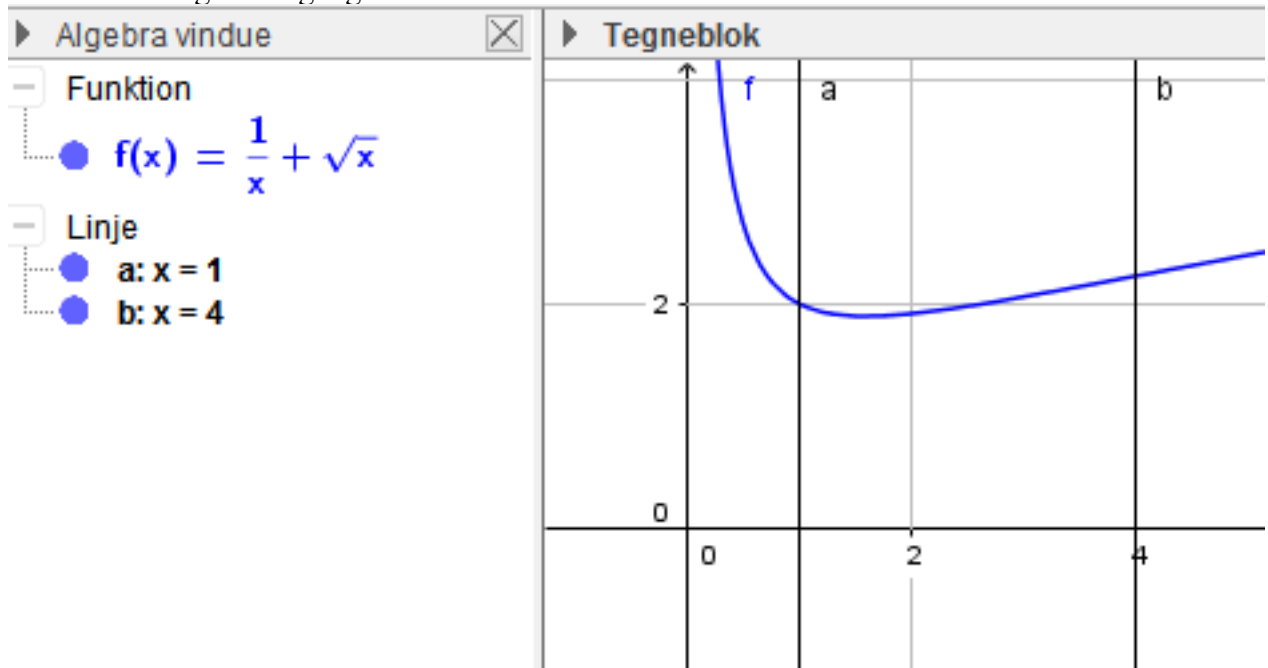 Algebra vindue
Funktion
f(x) = 1/x + √x
Linje
a: x = 1
b: x = 4
Tegneblok
f
a
b
2
0
0
2
4